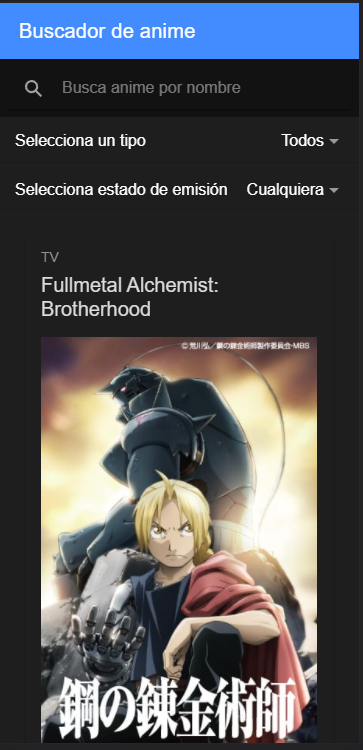 Buscador de anime
Busca anime por nombre
Selecciona un tipo Todos
Selecciona estado de emisión Cualquiera
TV
Fullmetal Alchemist:
Brotherhood
© 荒川弘／鋼の錬金術師製作委員会・MBS
鋼の錬金術師